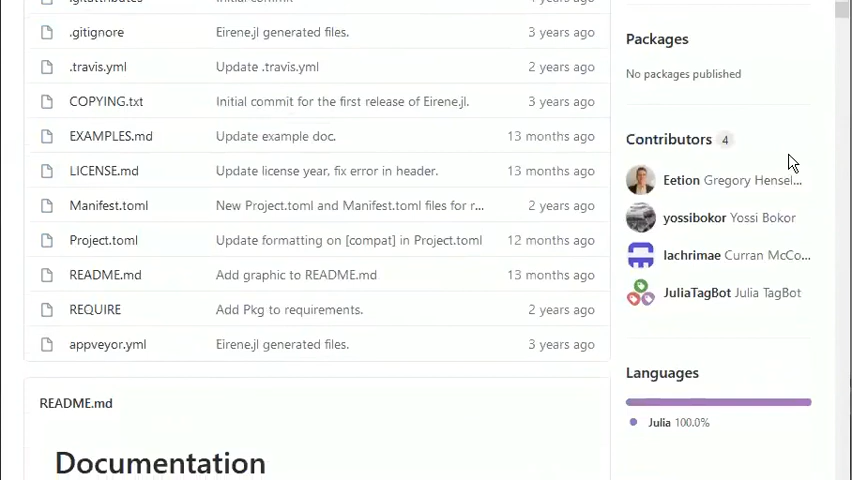 .gitattributes Initial commit 4 years ago
.gitignore Eirene.jl generated files. 3 years ago
.travis.yml Update .travis.yml 2 years ago
COPYING.txt Initial commit for the first release of Eirene.jl. 3 years ago
EXAMPLES.md Update example doc. 13 months ago
LICENSE.md Update license year, fix error in header. 13 months ago
Manifest.toml New Project.toml and Manifest.toml files for r... 2 years ago
Project.toml Update formatting on [compat] in Project.toml 12 months ago
README.md Add graphic to README.md 13 months ago
REQUIRE Add Pkg to requirements. 2 years ago
appveyor.yml Eirene.jl generated files. 3 years ago
README.md
Documentation
Packages
No packages published
Contributors 4
Eetion Gregory Hensel...
yossibokor Yossi Bokor
lachrimae Curran McCo...
JuliaTagBot Julia TagBot
Languages
Julia 100.0%